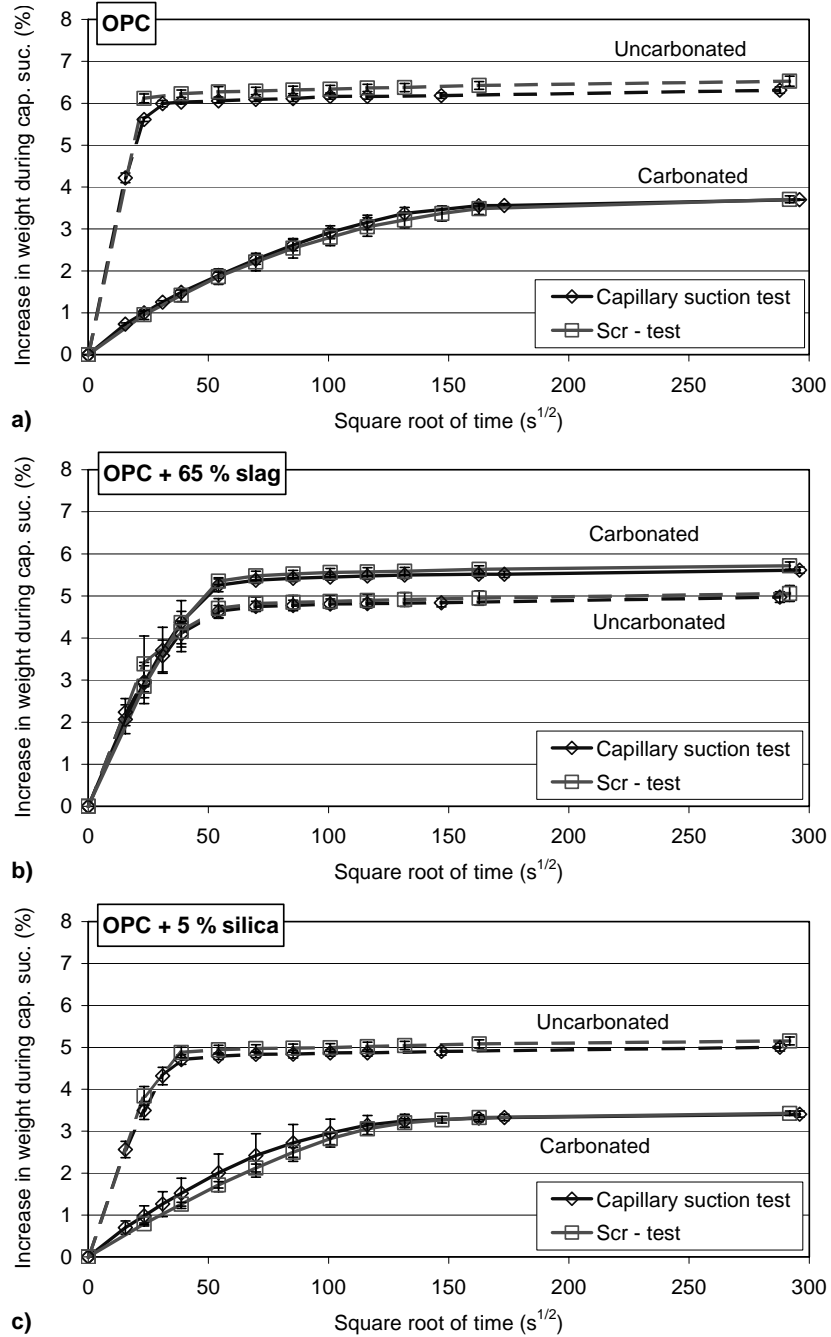 OPC
Increase in weight during cap. suc. (%)
8
7
6
5
4
3
2
1
0
Uncarbonated
Carbonated
Capillary suction test
Scr - test
0 50 100 150 200 250 300
Square root of time (s^1/2)
a)
OPC + 65 % slag
Increase in weight during cap. suc. (%)
8
7
6
5
4
3
2
1
0
Carbonated
Uncarbonated
Capillary suction test
Scr - test
0 50 100 150 200 250 300
Square root of time (s^1/2)
b)
OPC + 5 % silica
Increase in weight during cap. suc. (%)
8
7
6
5
4
3
2
1
0
Uncarbonated
Carbonated
Capillary suction test
Scr - test
0 50 100 150 200 250 300
Square root of time (s^1/2)
c)